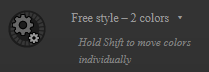 Free style – 2 colors
Hold Shift to move colors
individually